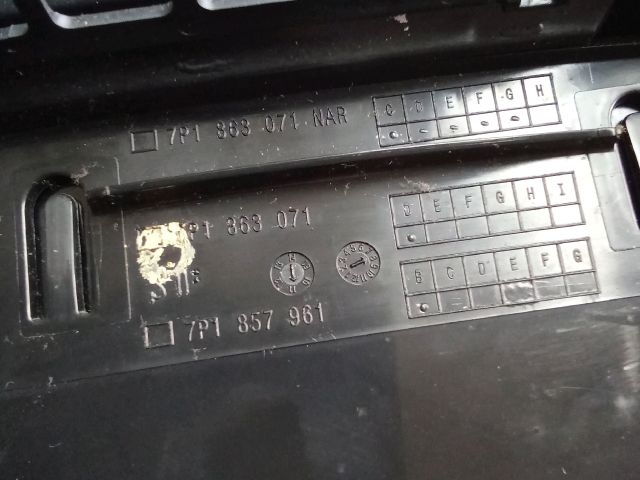 7P1 863 071 NAR
C D E F G H
7P1 863 071
D E F G H I
B C D E F G
7P1 857 961